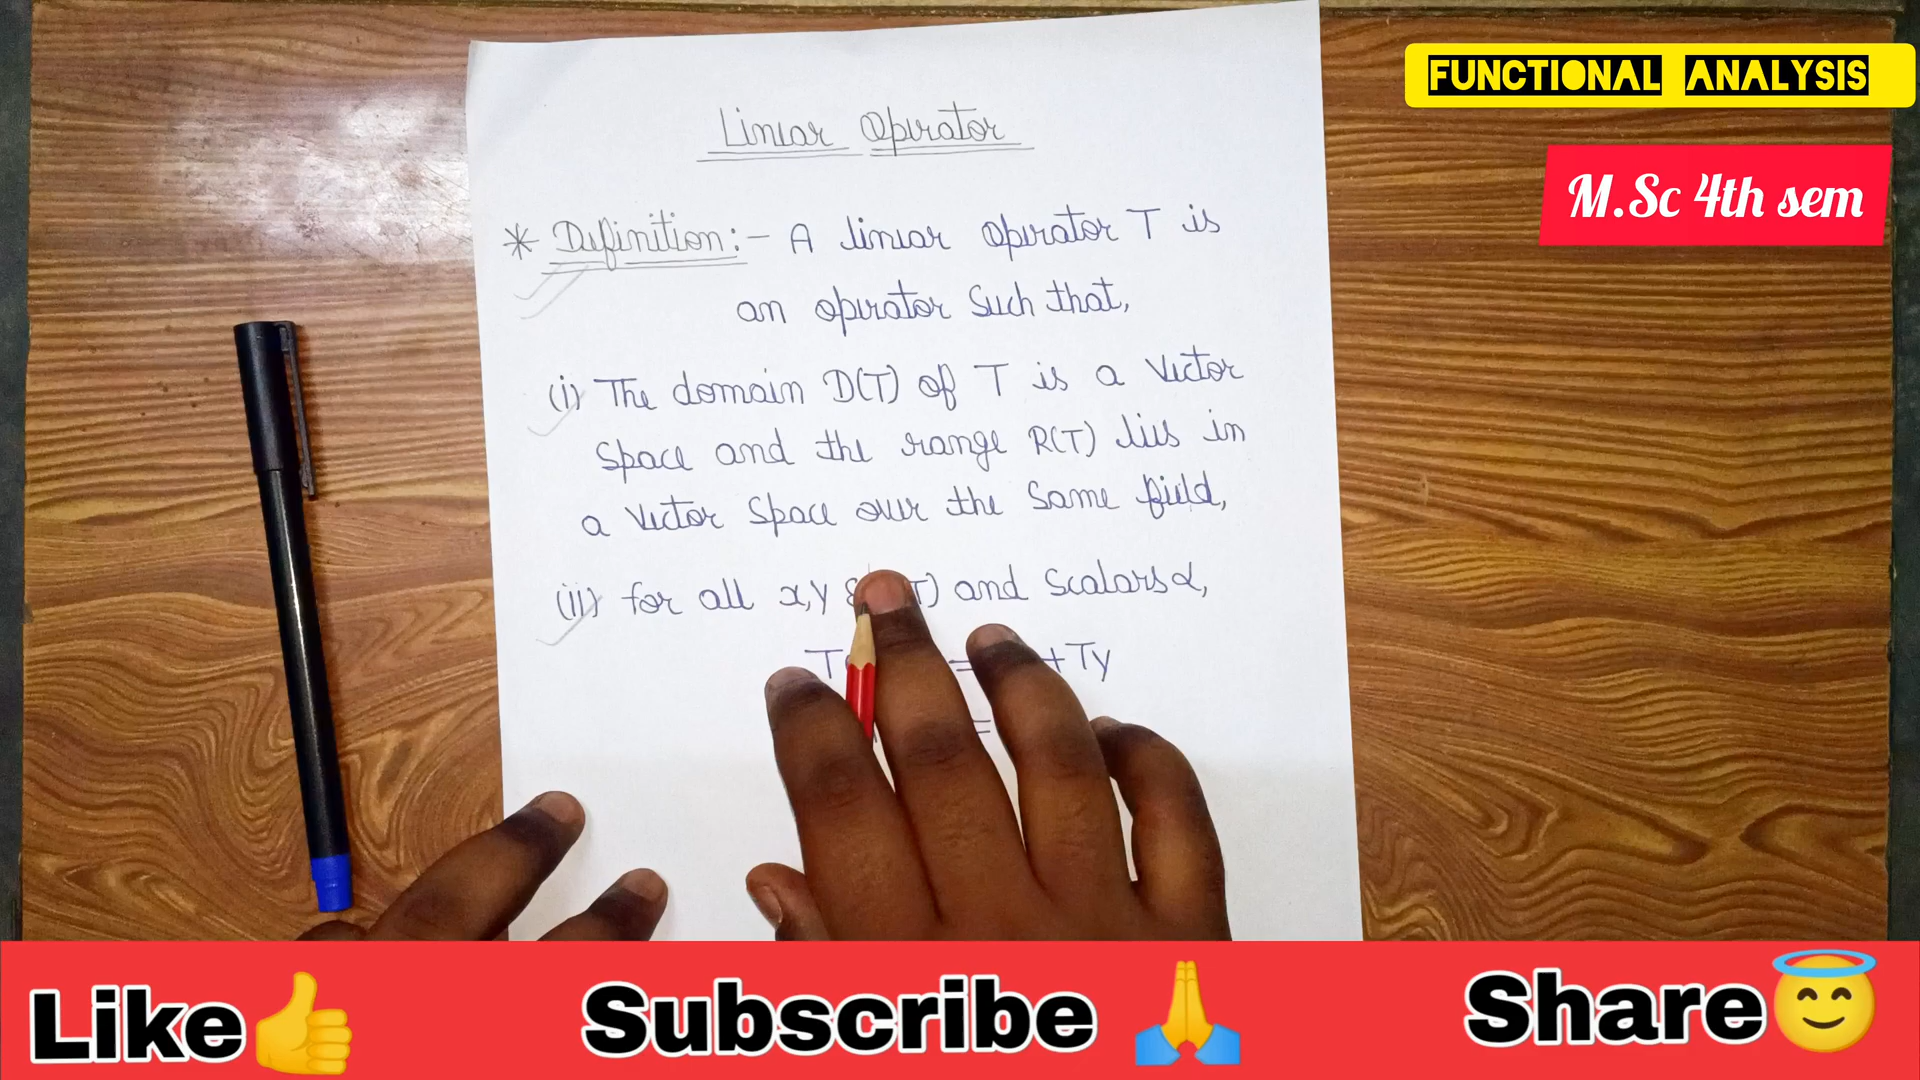 FUNCTIONAL ANALYSIS
M.Sc 4th sem
Linear Operator
* Definition:- A linear operator T is
an operator Such that,
(i) The domain D(T) of T is a vector
Space and the range R(T) lies in
a vector Space over the Same field,
(ii) for all x,y T) and Scalars α,
T = +Ty
=
Like👍 Subscribe 🙏 Share😇